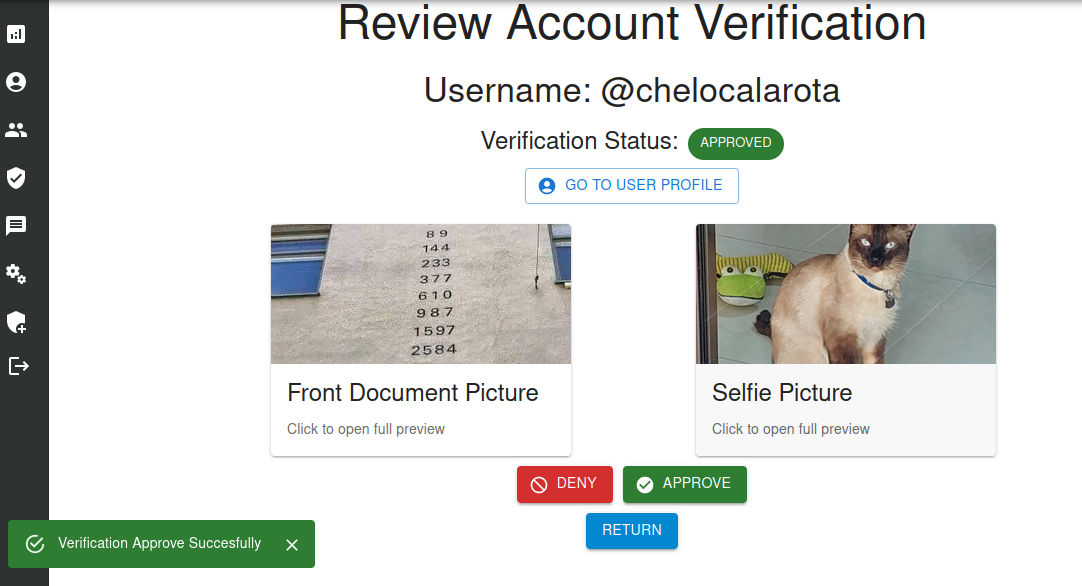 Review Account Verification
Username: @chelocalarota
Verification Status: APPROVED
GO TO USER PROFILE
89
144
233
377
610
987
1597
2584
Front Document Picture
Click to open full preview
Selfie Picture
Click to open full preview
DENY
APPROVE
RETURN
Verification Approve Succesfully